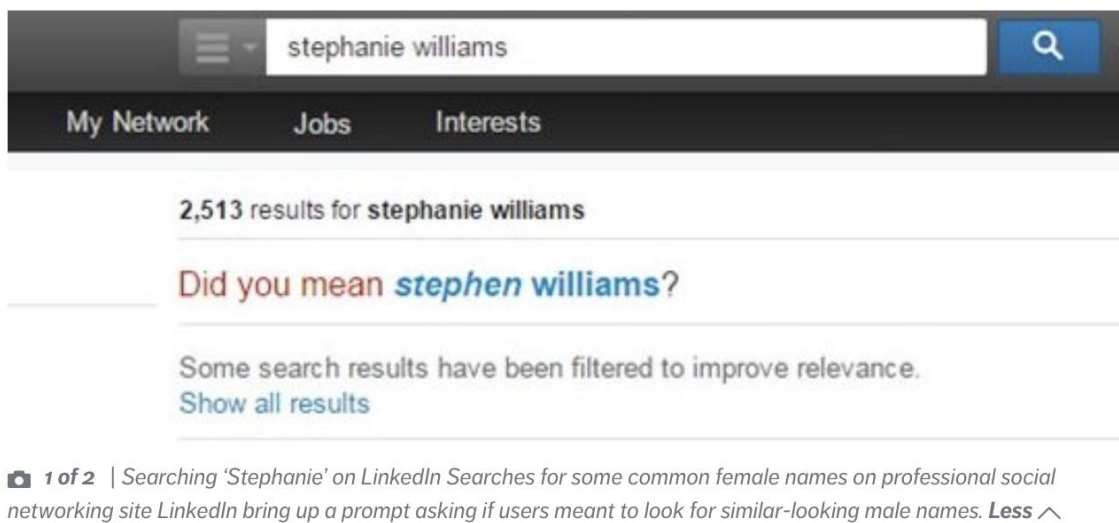 stephanie williams
My Network Jobs Interests
2,513 results for stephanie williams
Did you mean stephen williams?
Some search results have been filtered to improve relevance.
Show all results
1 of 2 | Searching ‘Stephanie’ on LinkedIn Searches for some common female names on professional social
networking site LinkedIn bring up a prompt asking if users meant to look for similar-looking male names. Less